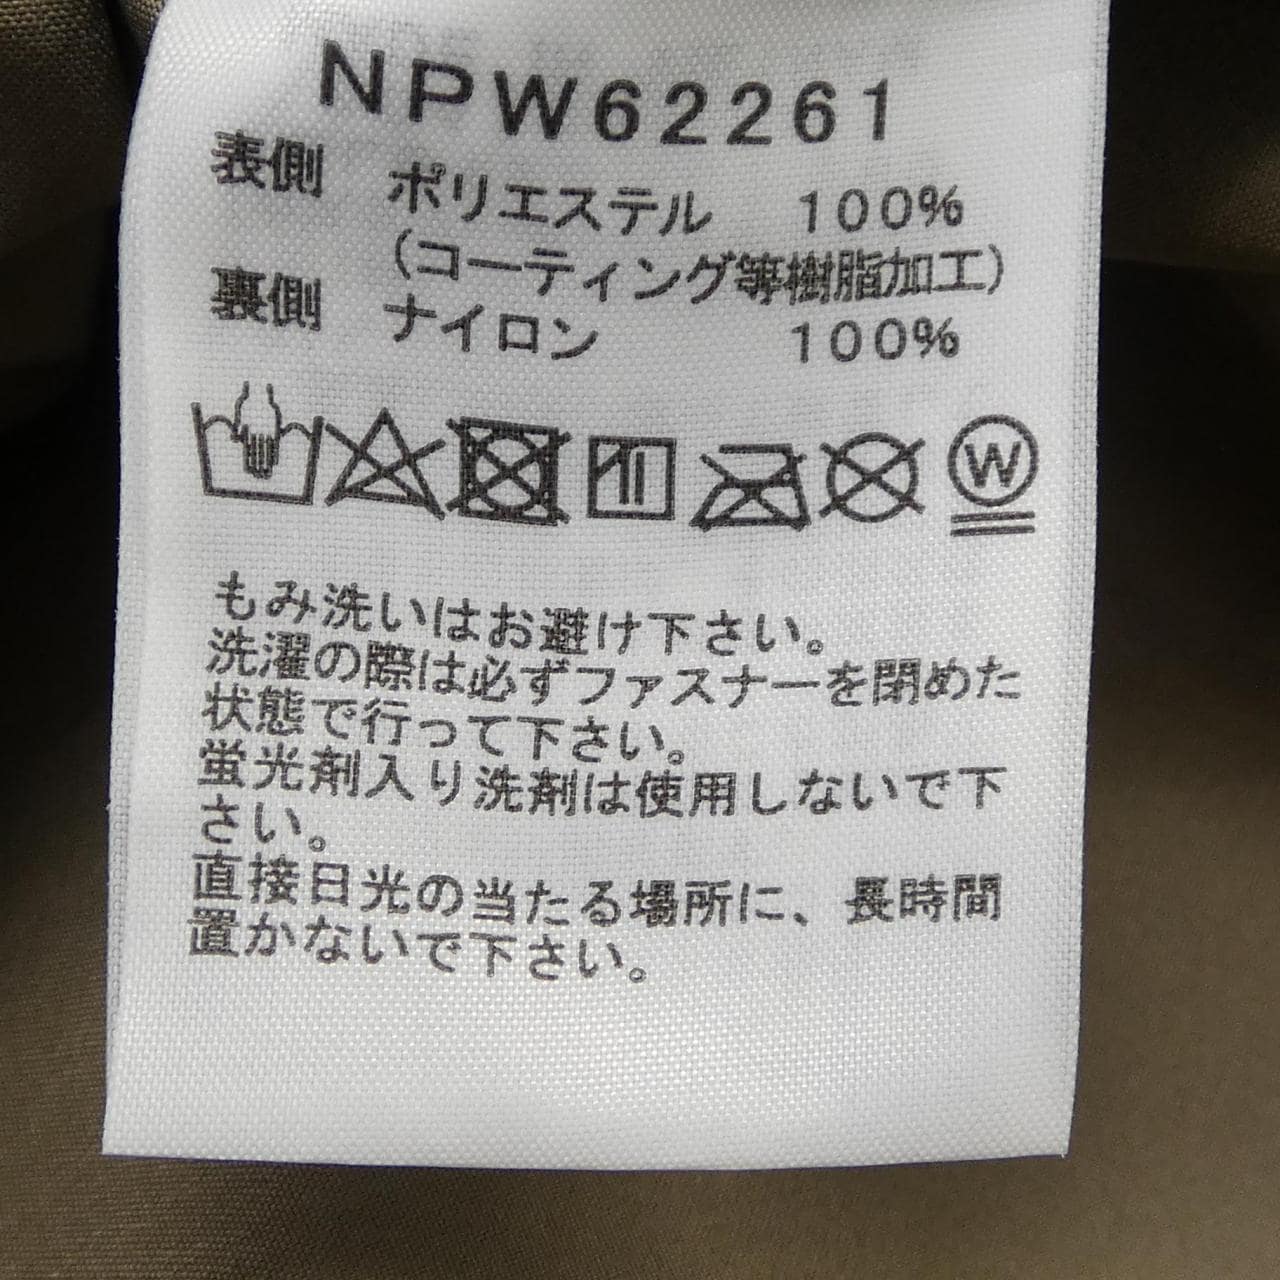 NPW62261
表側 ポリエステル 100%
(コーティング等樹脂加工)
裏側 ナイロン 100%
W
もみ洗いはお避け下さい。
洗濯の際は必ずファスナーを閉めた
状態で行って下さい。
蛍光剤入り洗剤は使用しないで下
さい。
直接日光の当たる場所に、長時間
置かないで下さい。